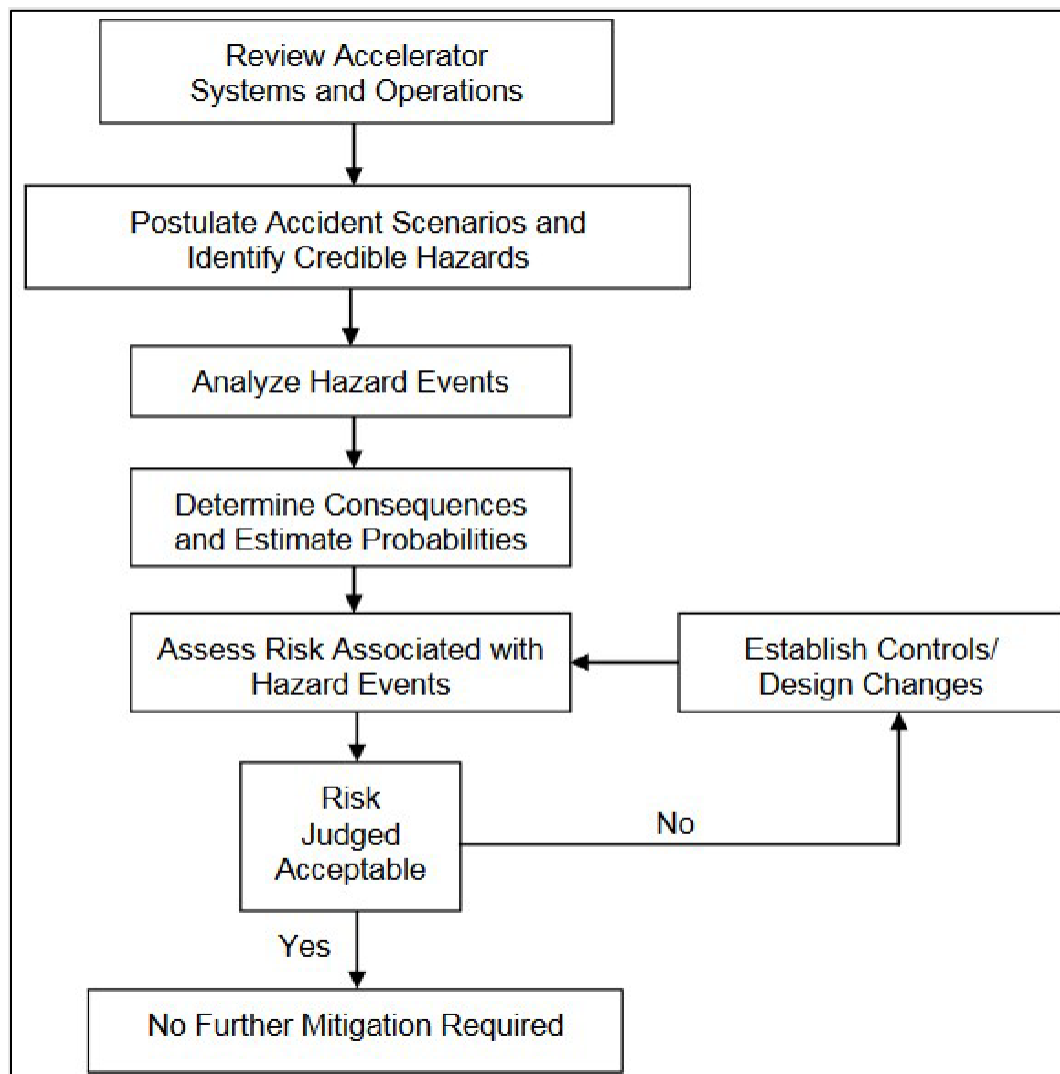 Review Accelerator
Systems and Operations
Postulate Accident Scenarios and
Identify Credible Hazards
Analyze Hazard Events
Determine Consequences
and Estimate Probabilities
Assess Risk Associated with
Hazard Events
Establish Controls/
Design Changes
Risk
Judged
Acceptable
No
Yes
No Further Mitigation Required